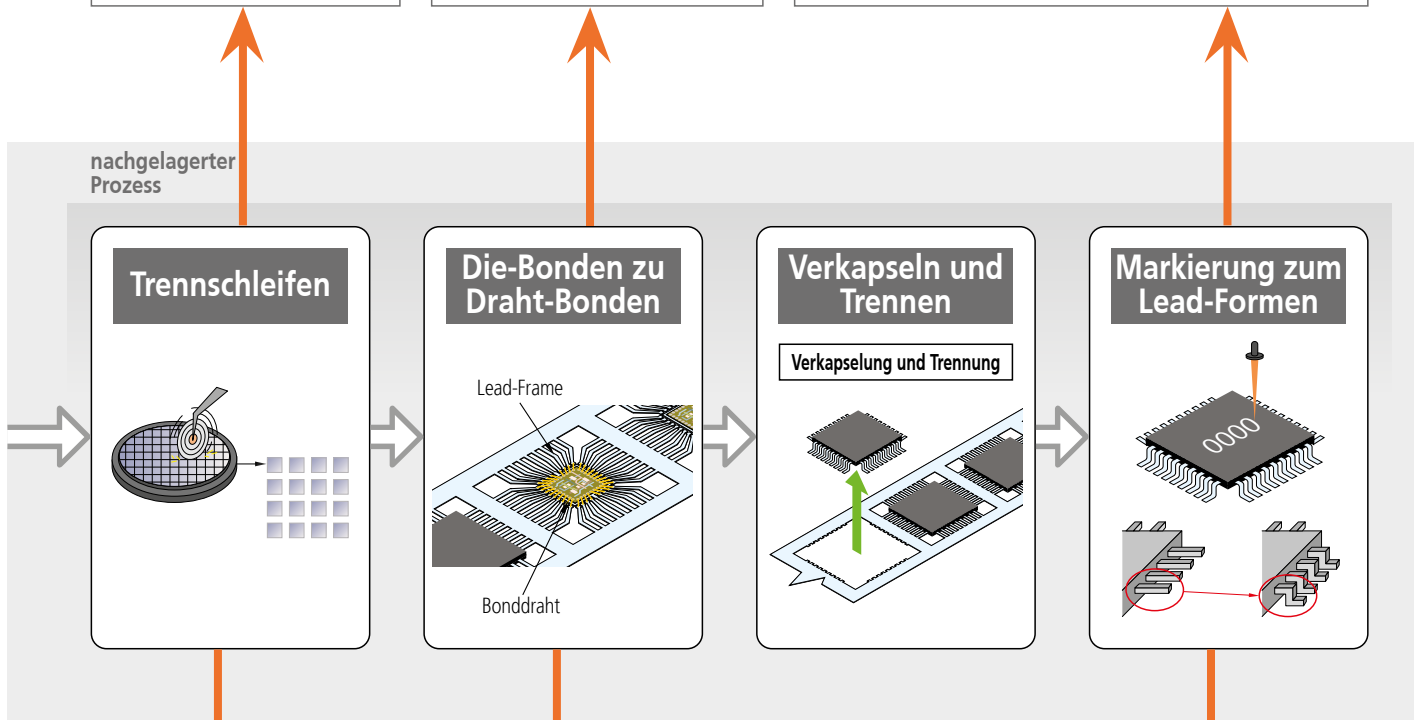 nachgelagerter
Prozess
Trennschleifen
Die-Bonden zu
Draht-Bonden
Lead-Frame
Bonddraht
Verkapseln und
Trennen
Verkapselung und Trennung
Markierung zum
Lead-Formen
0000